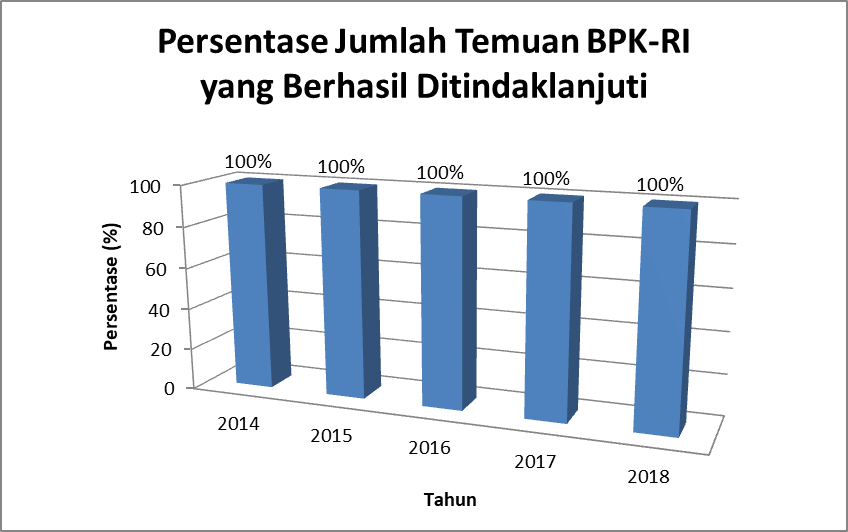 Persentase Jumlah Temuan BPK-RI
yang Berhasil Ditindaklanjuti
100% 100% 100% 100% 100%
100
80
60
40
20
0
Persentase (%)
2014 2015 2016 2017 2018
Tahun